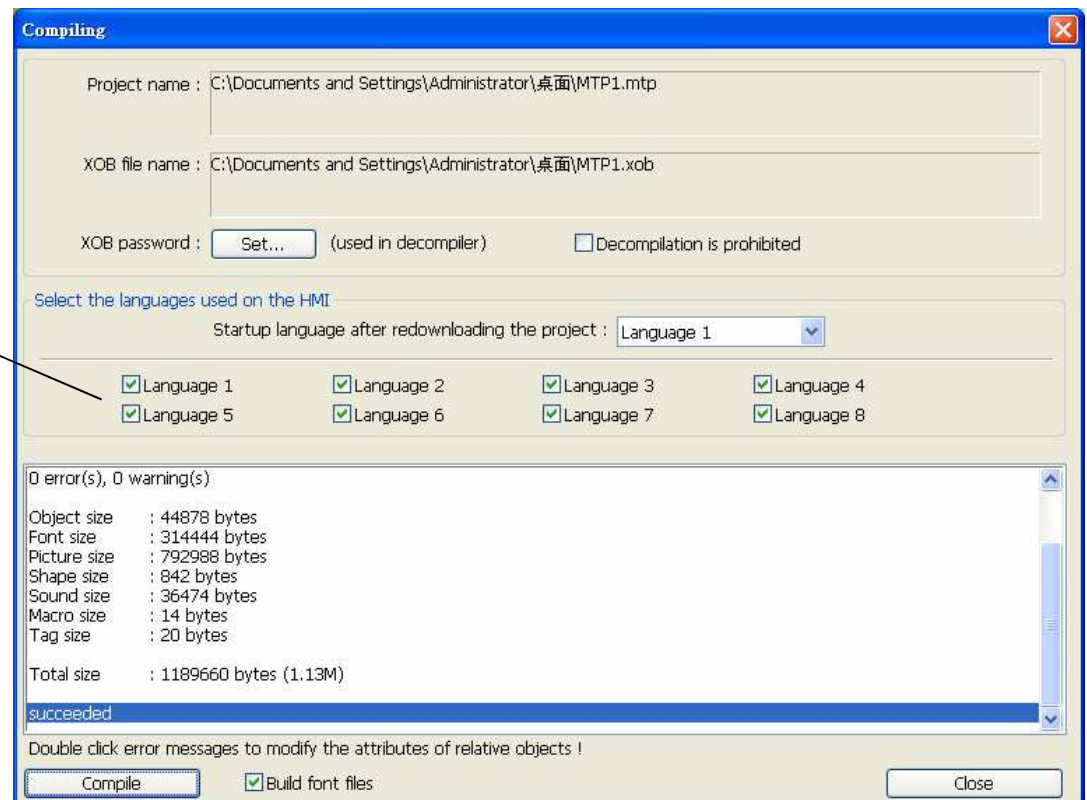 Compiling
Project name : C:\Documents and Settings\Administrator\桌面\MTP1.mtp
XOB file name : C:\Documents and Settings\Administrator\桌面\MTP1.xob
XOB password : Set... (used in decompiler) Decompilation is prohibited
Select the languages used on the HMI
Startup language after redownloading the project : Language 1
Language 1 Language 2 Language 3 Language 4
Language 5 Language 6 Language 7 Language 8
0 error(s), 0 warning(s)
Object size : 44878 bytes
Font size : 314444 bytes
Picture size : 792988 bytes
Shape size : 842 bytes
Sound size : 36474 bytes
Macro size : 14 bytes
Tag size : 20 bytes
Total size : 1189660 bytes (1.13M)
succeeded
Double click error messages to modify the attributes of relative objects !
Compile Build font files Close